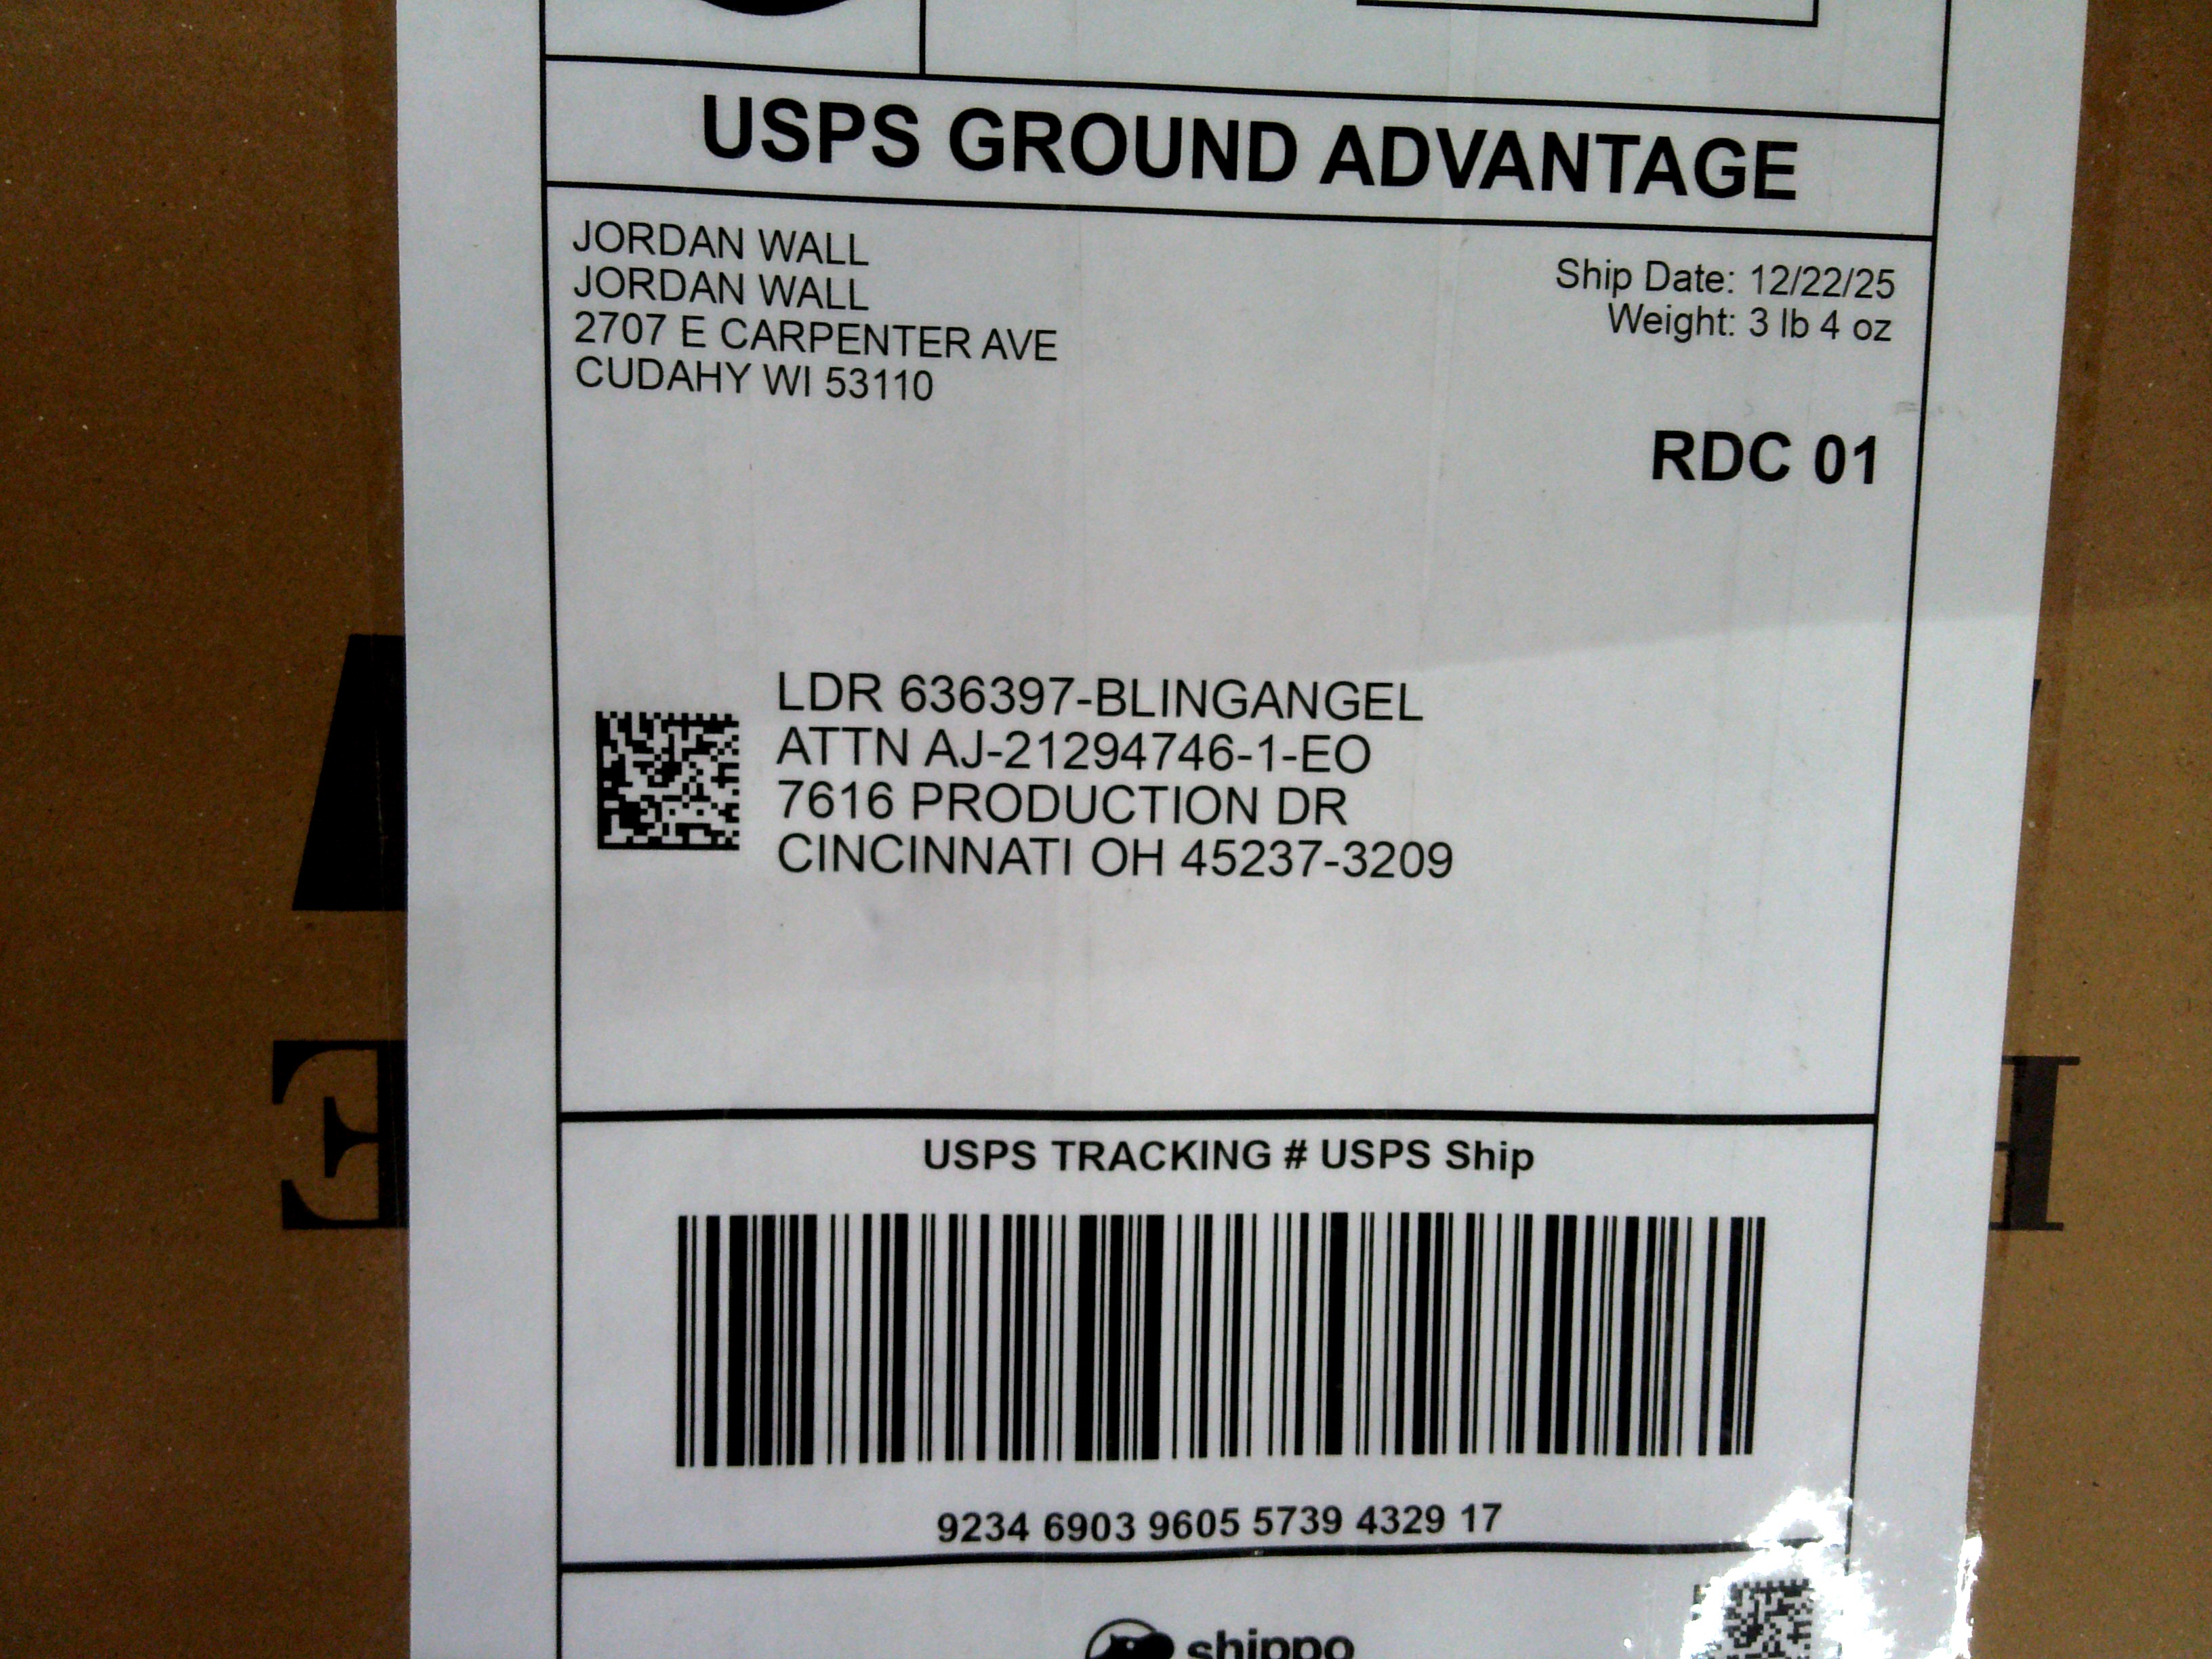 USPS GROUND ADVANTAGE
JORDAN WALL
JORDAN WALL
2707 E CARPENTER AVE
CUDAHY WI 53110
Ship Date: 12/22/25
Weight: 3 lb 4 oz
RDC 01
LDR 636397-BLINGANGEL
ATTN AJ-21294746-1-EO
7616 PRODUCTION DR
CINCINNATI OH 45237-3209
USPS TRACKING # USPS Ship
9234 6903 9605 5739 4329 17
shippo